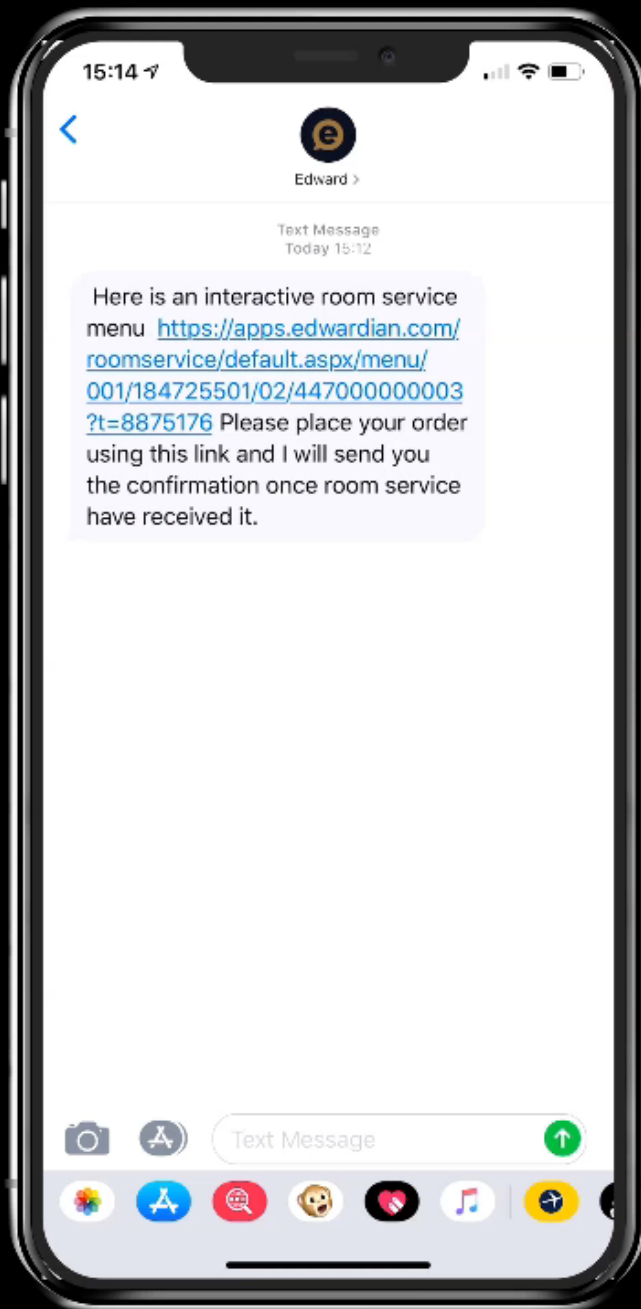 15:14
e
Edward >
Text Message
Today 15:12
Here is an interactive room service
menu https://apps.edwardian.com/
roomservice/default.aspx/menu/
001/184725501/02/447000000003
?t=8875176 Please place your order
using this link and I will send you
the confirmation once room service
have received it.
Text Message